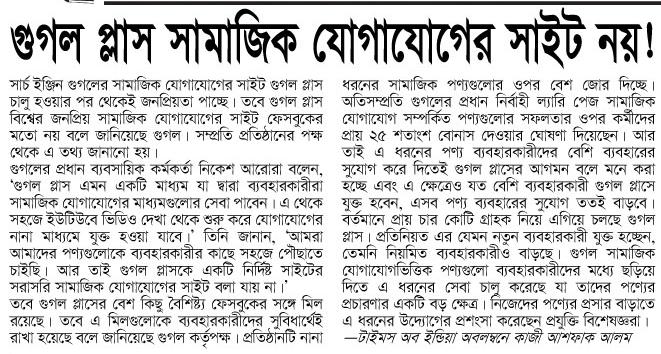 গুগল প্লাস সামাজিক যোগাযোগের সাইট নয়!
সার্চ ইঞ্জিন গুগলের সামাজিক যোগাযোগের সাইট গুগল প্লাস
চালু হওয়ার পর থেকেই জনপ্রিয়তা পাচ্ছে। তবে গুগল প্লাস
বিশ্বের জনপ্রিয় সামাজিক যোগাযোগের সাইট ফেসবুকের
মতো নয় বলে জানিয়েছে গুগল। সম্প্রতি প্রতিষ্ঠানের পক্ষ
থেকে এ তথ্য জানানো হয়।
গুগলের প্রধান ব্যবসায়িক কর্মকর্তা নিকেশ আরোরা বলেন,
‘গুগল প্লাস এমন একটি মাধ্যম যা দ্বারা ব্যবহারকারীরা
সামাজিক যোগাযোগের মাধ্যমগুলোর সেবা পাবেন। এ থেকে
সহজে ইউটিউবে ভিডিও দেখা থেকে শুরু করে যোগাযোগের
নানা মাধ্যমে যুক্ত হওয়া যাবে।’ তিনি জানান, ‘আমরা
আমাদের পণ্যগুলোকে ব্যবহারকারীর কাছে সহজে পৌছাতে
চাইছি। আর তাই গুগল প্লাসকে একটি নির্দিষ্ট সাইটের
সরাসরি সামাজিক যোগাযোগের সাইট বলা যায় না।’
তবে গুগল প্লাসের বেশ কিছু বৈশিষ্ট্য ফেসবুকের সঙ্গে মিল
রয়েছে। তবে এ মিলগুলোকে ব্যবহারকারীদের সুবিধার্থেই
রাখা হয়েছে বলে জানিয়েছে গুগল কর্তৃপক্ষ। প্রতিষ্ঠানটি নানা
ধরনের সামাজিক পণ্যগুলোর ওপর বেশ জোর দিচ্ছে।
অতিসম্প্রতি গুগলের প্রধান নির্বাহী ল্যারি পেজ সামাজিক
যোগাযোগ সম্পর্কিত পণ্যগুলোর সফলতার ওপর কর্মীদের
প্রায় ২৫ শতাংশ বোনাস দেওয়ার ঘোষণা দিয়েছেন। আর
তাই এ ধরনের পণ্য ব্যবহারকারীদের বেশি ব্যবহারের
সুযোগ করে দিতেই গুগল প্লাসের আগমন বলে মনে করা
হচ্ছে এবং এ ক্ষেত্রেও যত বেশি ব্যবহারকারী গুগল প্লাসে
যুক্ত হবেন, এসব পণ্য ব্যবহারের সুযোগ ততই বাড়বে।
বর্তমানে প্রায় চার কোটি গ্রাহক নিয়ে এগিয়ে চলছে গুগল
প্লাস। প্রতিনিয়ত এর যেমন নতুন ব্যবহারকারী যুক্ত হচ্ছেন,
তেমনি নিয়মিত ব্যবহারকারীও বাড়ছে। গুগল সামাজিক
যোগাযোগভিত্তিক পণ্যগুলো ব্যবহারকারীদের মধ্যে ছড়িয়ে
দিতে এ ধরনের সেবা চালু করেছে যা তাদের পণ্যের
প্রচারণার একটি বড় ক্ষেত্র। নিজেদের পণ্যের প্রসার বাড়াতে
এ ধরনের উদ্যোগের প্রশংসা করেছেন প্রযুক্তি বিশেষজ্ঞরা।
—টাইমস অব ইন্ডিয়া অবলম্বনে কাজী আশফাক আলম